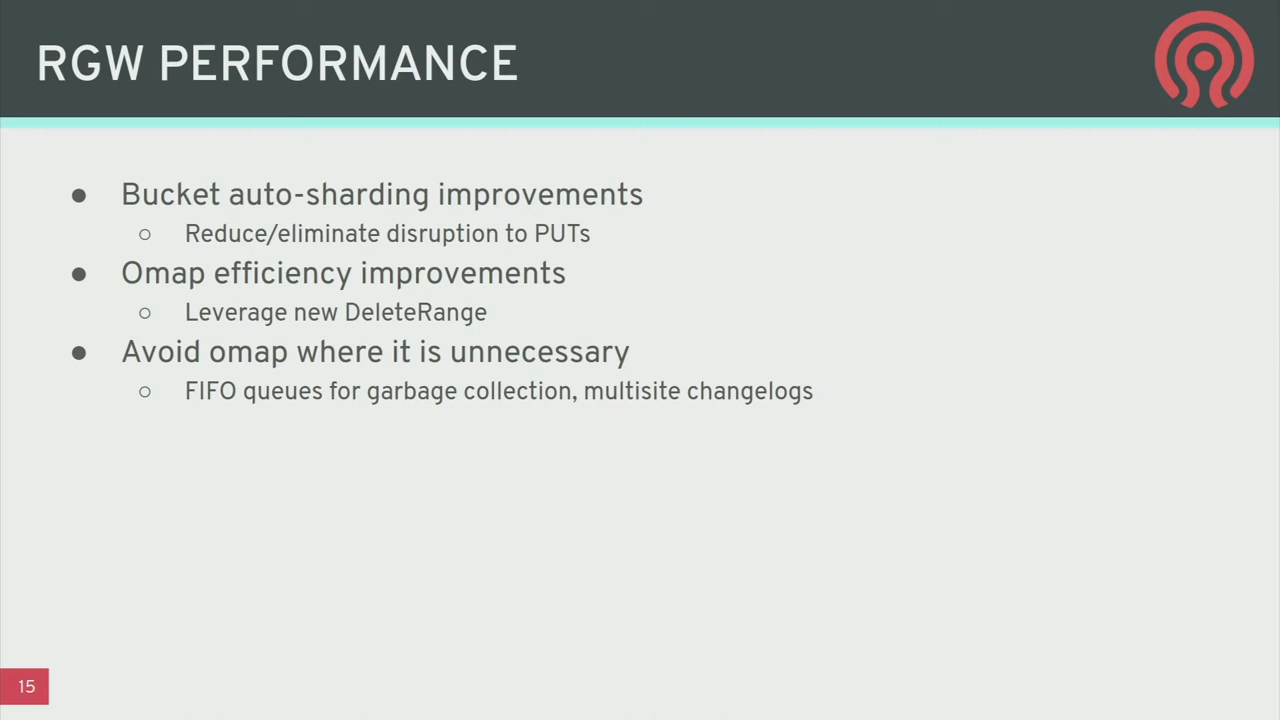 RGW PERFORMANCE
● Bucket auto-sharding improvements
○ Reduce/eliminate disruption to PUTs
● Omap efficiency improvements
○ Leverage new DeleteRange
● Avoid omap where it is unnecessary
○ FIFO queues for garbage collection, multisite changelogs
15